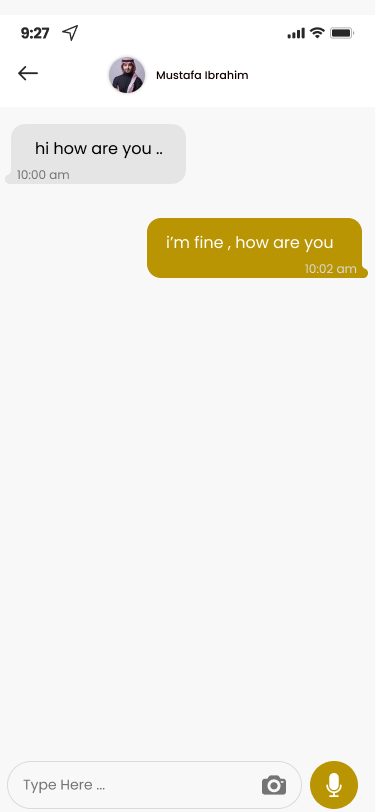 9:27
Mustafa Ibrahim
hi how are you ..
10:00 am
i'm fine , how are you
10:02 am
Type Here ...